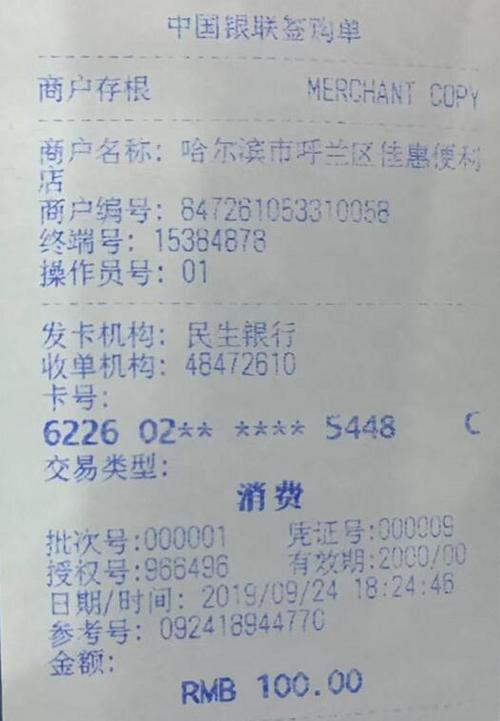 中国银联签购单
商户存根 MERCHANT COPY
商户名称: 哈尔滨市呼兰区佳惠便利
店
商户编号: 847261053310058
终端号: 15384878
操作员号: 01
发卡机构: 民生银行
收单机构: 48472610
卡号:
6226 02** **** 5448 C
交易类型:
消费
批次号:000001 凭证号:000009
授权号:966496 有效期:2000/00
日期/时间: 2019/09/24 18:24:46
参考号: 092418944770
金额:
RMB 100.00